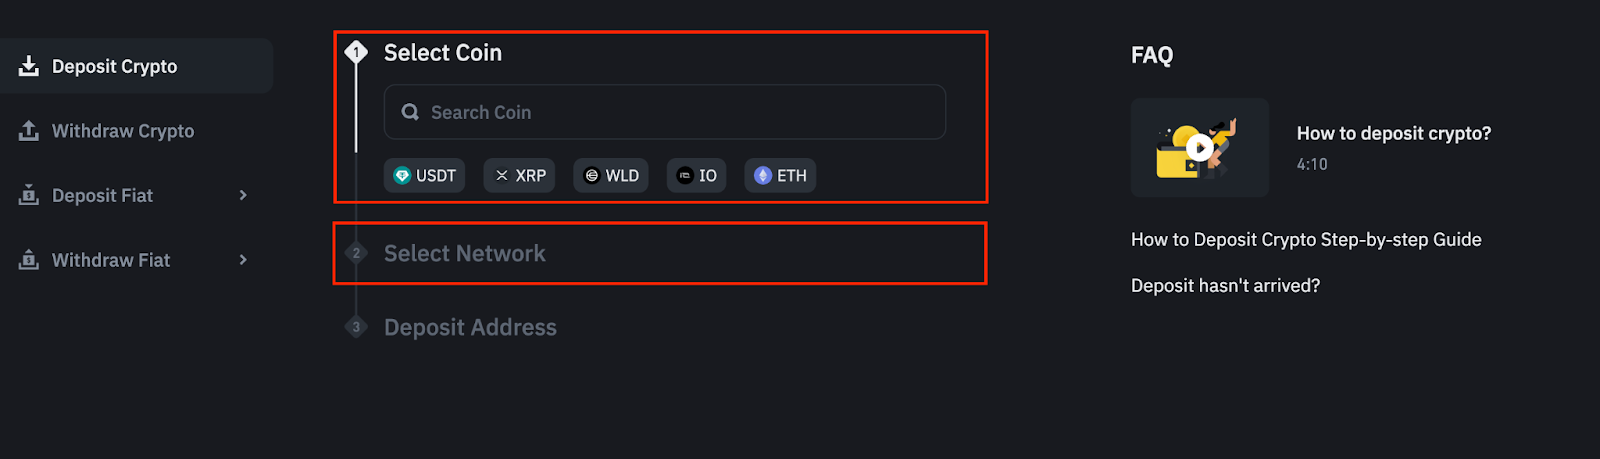 Deposit Crypto
Withdraw Crypto
Deposit Fiat
Withdraw Fiat
1 Select Coin
Search Coin
USDT XRP WLD IO ETH
2 Select Network
3 Deposit Address
FAQ
How to deposit crypto?
4:10
How to Deposit Crypto Step-by-step Guide
Deposit hasn't arrived?